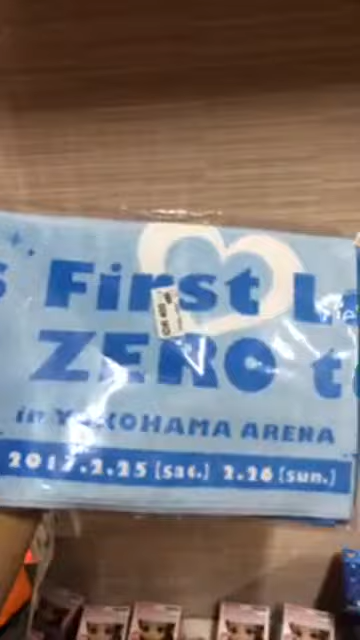 s First L
ZERO t
in YOKOHAMA ARENA
2017.2.25 (sat.) 2.26 (sun.)